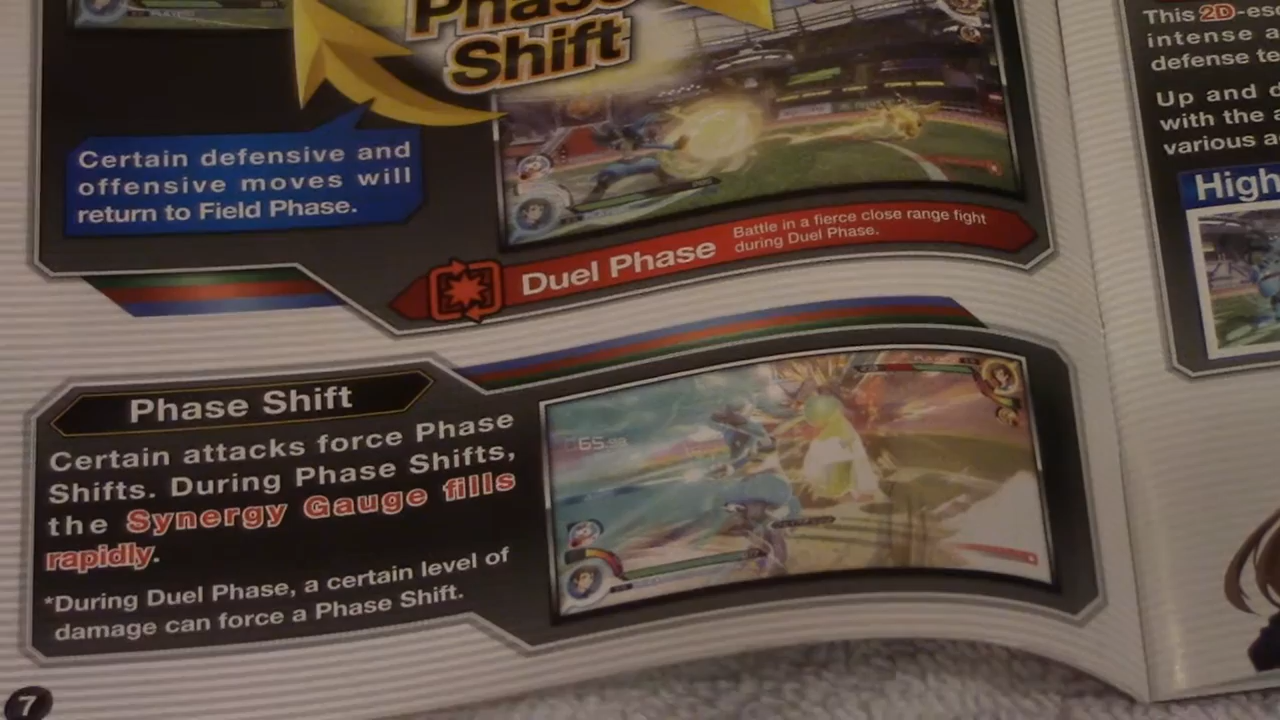 Phase
Shift
Certain defensive and
offensive moves will
return to Field Phase.
Duel Phase
Battle in a fierce close range fight
during Duel Phase.
Phase Shift
Certain attacks force Phase
Shifts. During Phase Shifts,
the Synergy Gauge fills
rapidly.
*During Duel Phase, a certain level of
damage can force a Phase Shift.
65.98
7
This 2D-es
intense a
defense te
Up and d
with the a
various a
High